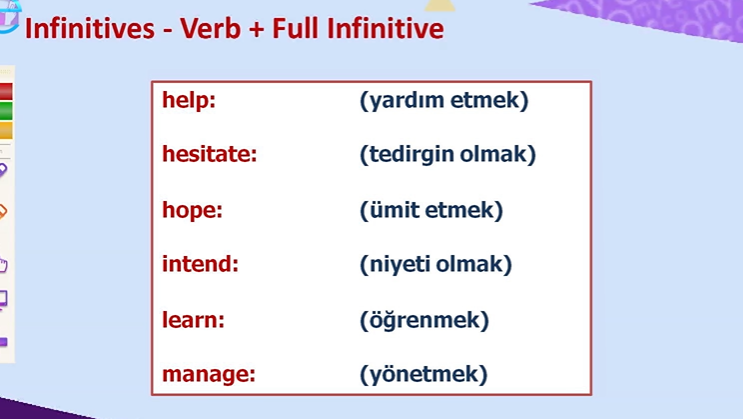 Infinitives - Verb + Full Infinitive
help: (yardım etmek)
hesitate: (tedirgin olmak)
hope: (ümit etmek)
intend: (niyeti olmak)
learn: (öğrenmek)
manage: (yönetmek)